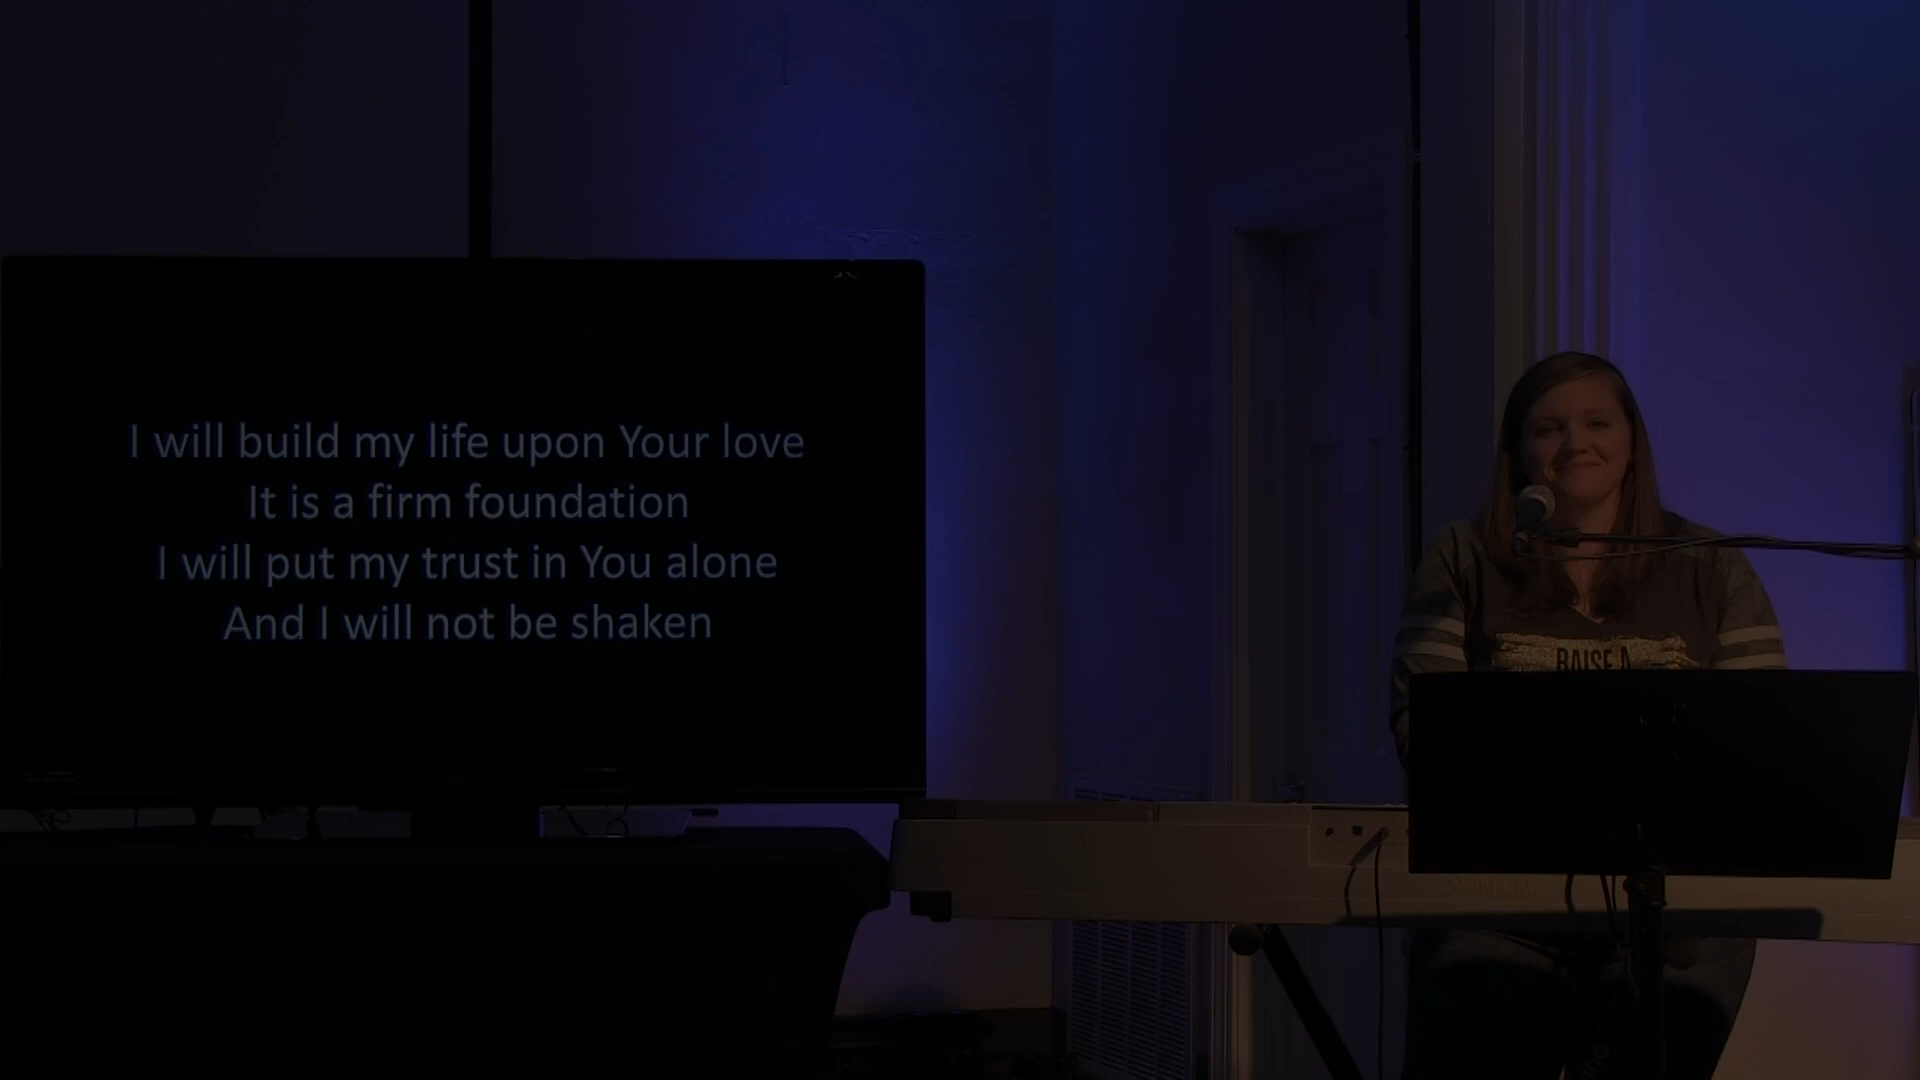 I will build my life upon Your love
It is a firm foundation
I will put my trust in You alone
And I will not be shaken
RAISE A
YAMAHA